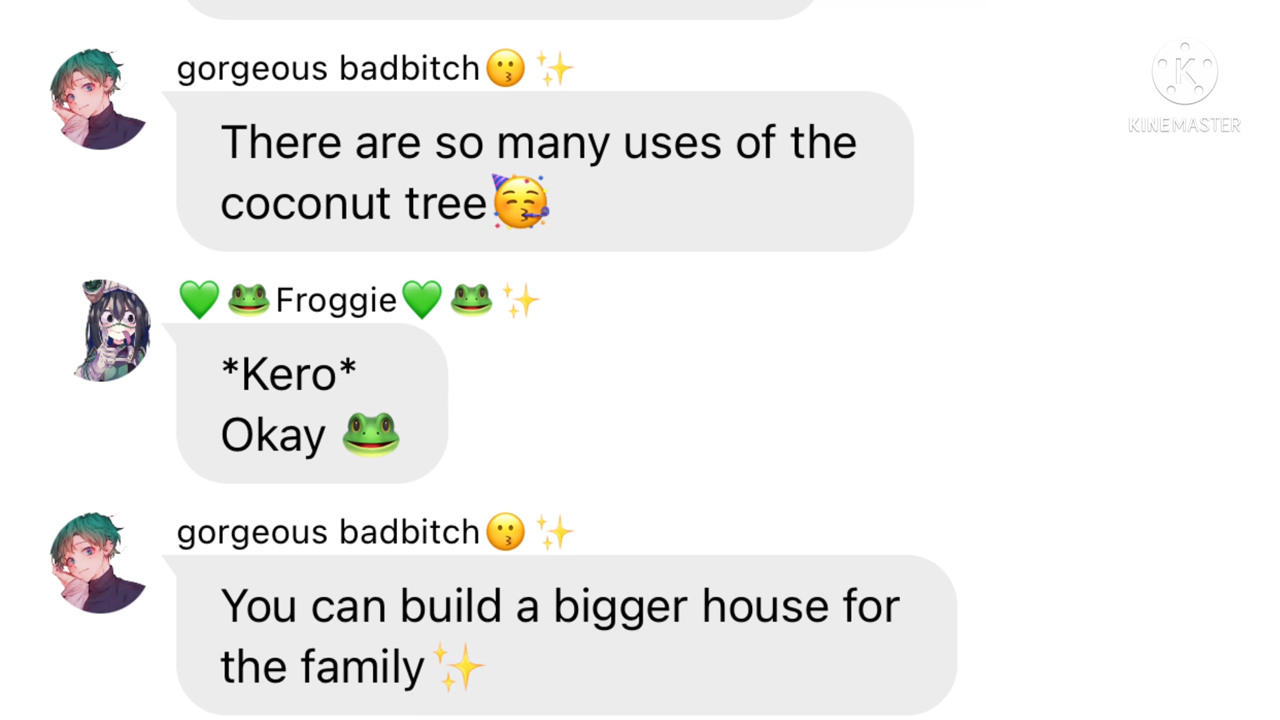 gorgeous badbitch😗✨
KINEMASTER
There are so many uses of the
coconut tree🥳
💚🐸Froggie💚🐸✨
*Kero*
Okay 🐸
gorgeous badbitch😗✨
You can build a bigger house for
the family✨